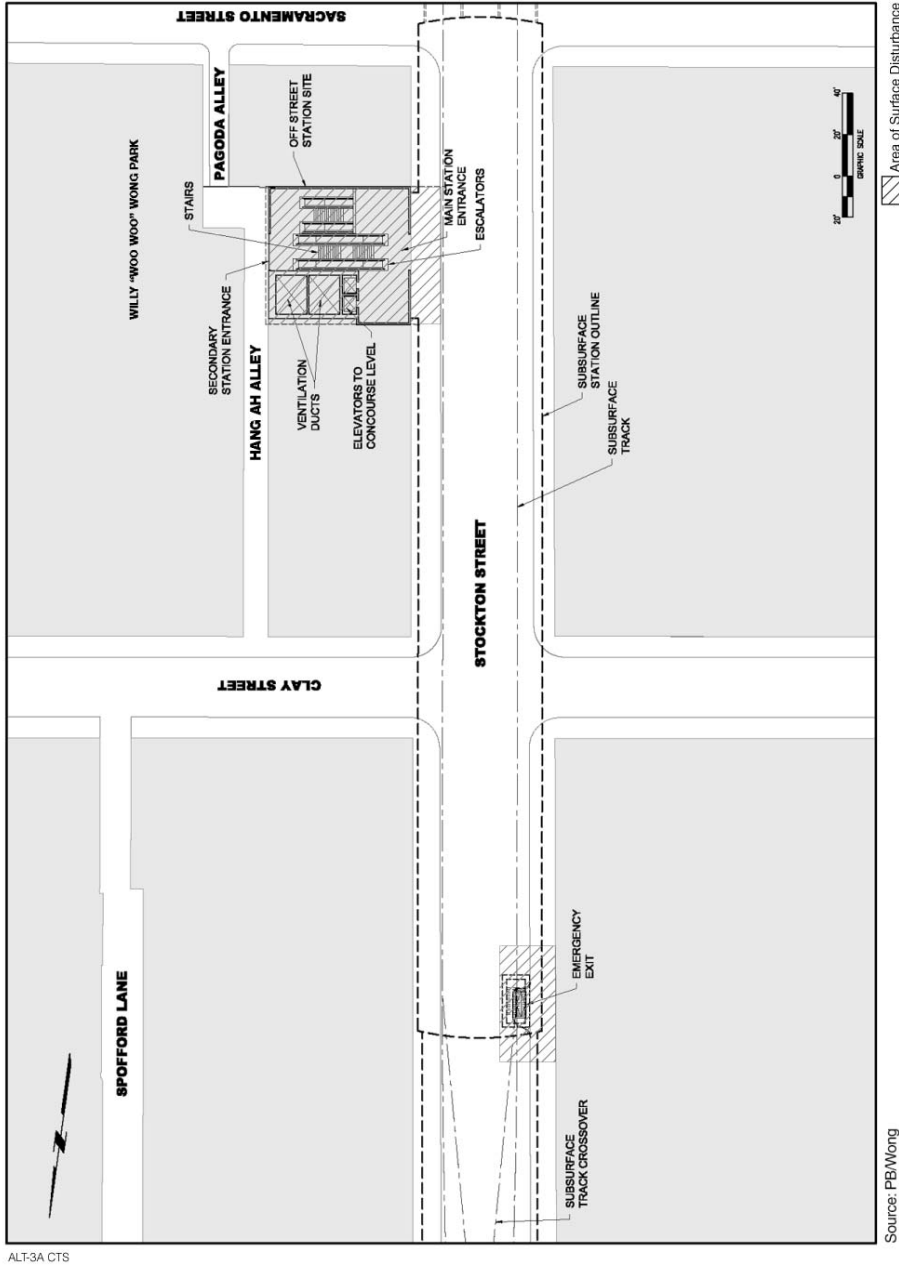 SACRAMENTO STREET
PAGODA ALLEY
WILLY "WOO WOO" WONG PARK
OFF STREET
STATION SITE
STAIRS
MAIN STATION
ENTRANCE
ESCALATORS
SECONDARY
STATION ENTRANCE
HANG AH ALLEY
VENTILATION
DUCTS
ELEVATORS TO
CONCOURSE LEVEL
SUBSURFACE
STATION OUTLINE
SUBSURFACE
TRACK
STOCKTON STREET
CLAY STREET
SPOFFORD LANE
N
EMERGENCY
EXIT
SUBSURFACE
TRACK CROSSOVER
20' 0 20' 40'
GRAPHIC SCALE
Area of Surface Disturbance
Source: PB/Wong
ALT-3A CTS